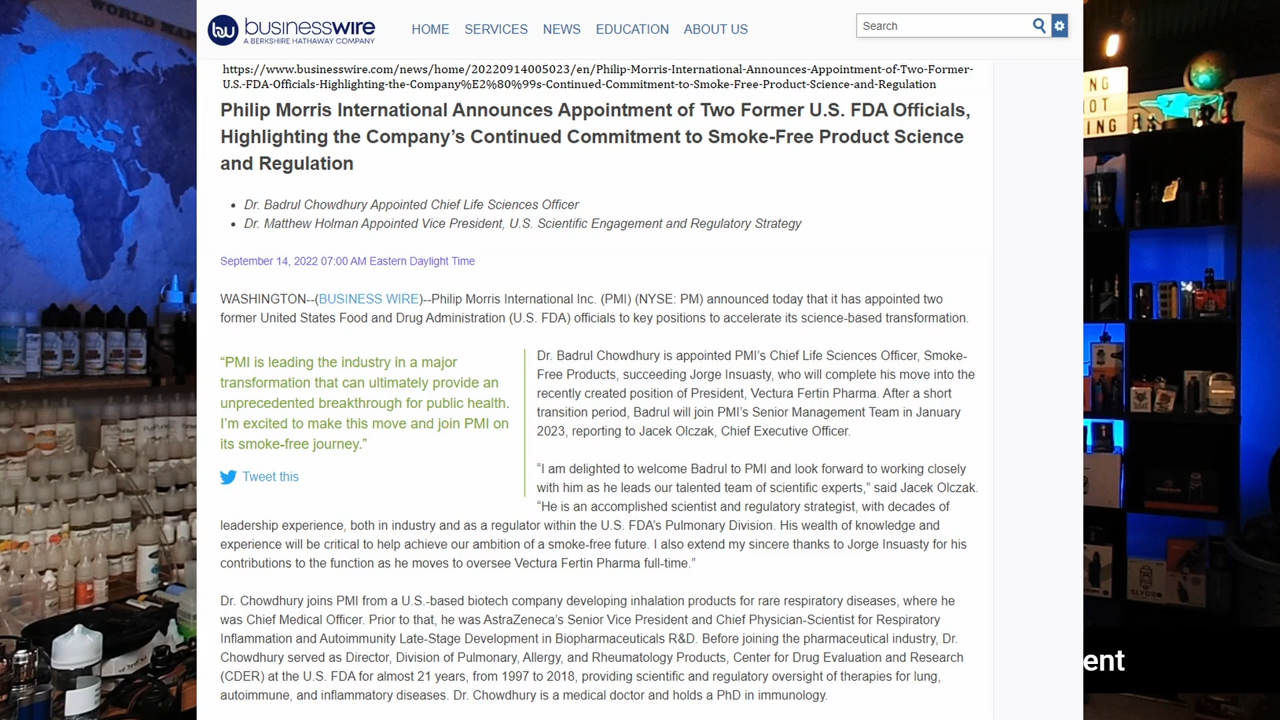 WORLD MA
businesswire
A BERKSHIRE HATHAWAY COMPANY
HOME SERVICES NEWS EDUCATION ABOUT US
Search
https://www.businesswire.com/news/home/20220914005023/en/Philip-Morris-International-Announces-Appointment-of-Two-Former-
U.S.-FDA-Officials-Highlighting-the-Company%E2%80%99s-Continued-Commitment-to-Smoke-Free-Product-Science-and-Regulation
Philip Morris International Announces Appointment of Two Former U.S. FDA Officials,
Highlighting the Company’s Continued Commitment to Smoke-Free Product Science
and Regulation
• Dr. Badrul Chowdhury Appointed Chief Life Sciences Officer
• Dr. Matthew Holman Appointed Vice President, U.S. Scientific Engagement and Regulatory Strategy
September 14, 2022 07:00 AM Eastern Daylight Time
WASHINGTON--(BUSINESS WIRE)--Philip Morris International Inc. (PMI) (NYSE: PM) announced today that it has appointed two
former United States Food and Drug Administration (U.S. FDA) officials to key positions to accelerate its science-based transformation.
“PMI is leading the industry in a major
transformation that can ultimately provide an
unprecedented breakthrough for public health.
I’m excited to make this move and join PMI on
its smoke-free journey.”
Tweet this
Dr. Badrul Chowdhury is appointed PMI’s Chief Life Sciences Officer, Smoke-
Free Products, succeeding Jorge Insuasty, who will complete his move into the
recently created position of President, Vectura Fertin Pharma. After a short
transition period, Badrul will join PMI’s Senior Management Team in January
2023, reporting to Jacek Olczak, Chief Executive Officer.
“I am delighted to welcome Badrul to PMI and look forward to working closely
with him as he leads our talented team of scientific experts,” said Jacek Olczak.
“He is an accomplished scientist and regulatory strategist, with decades of
leadership experience, both in industry and as a regulator within the U.S. FDA’s Pulmonary Division. His wealth of knowledge and
experience will be critical to help achieve our ambition of a smoke-free future. I also extend my sincere thanks to Jorge Insuasty for his
contributions to the function as he moves to oversee Vectura Fertin Pharma full-time.”
Dr. Chowdhury joins PMI from a U.S.-based biotech company developing inhalation products for rare respiratory diseases, where he
was Chief Medical Officer. Prior to that, he was AstraZeneca’s Senior Vice President and Chief Physician-Scientist for Respiratory
Inflammation and Autoimmunity Late-Stage Development in Biopharmaceuticals R&D. Before joining the pharmaceutical industry, Dr.
Chowdhury served as Director, Division of Pulmonary, Allergy, and Rheumatology Products, Center for Drug Evaluation and Research
(CDER) at the U.S. FDA for almost 21 years, from 1997 to 2018, providing scientific and regulatory oversight of therapies for lung,
autoimmune, and inflammatory diseases. Dr. Chowdhury is a medical doctor and holds a PhD in immunology.
NG
OT
ING
ent